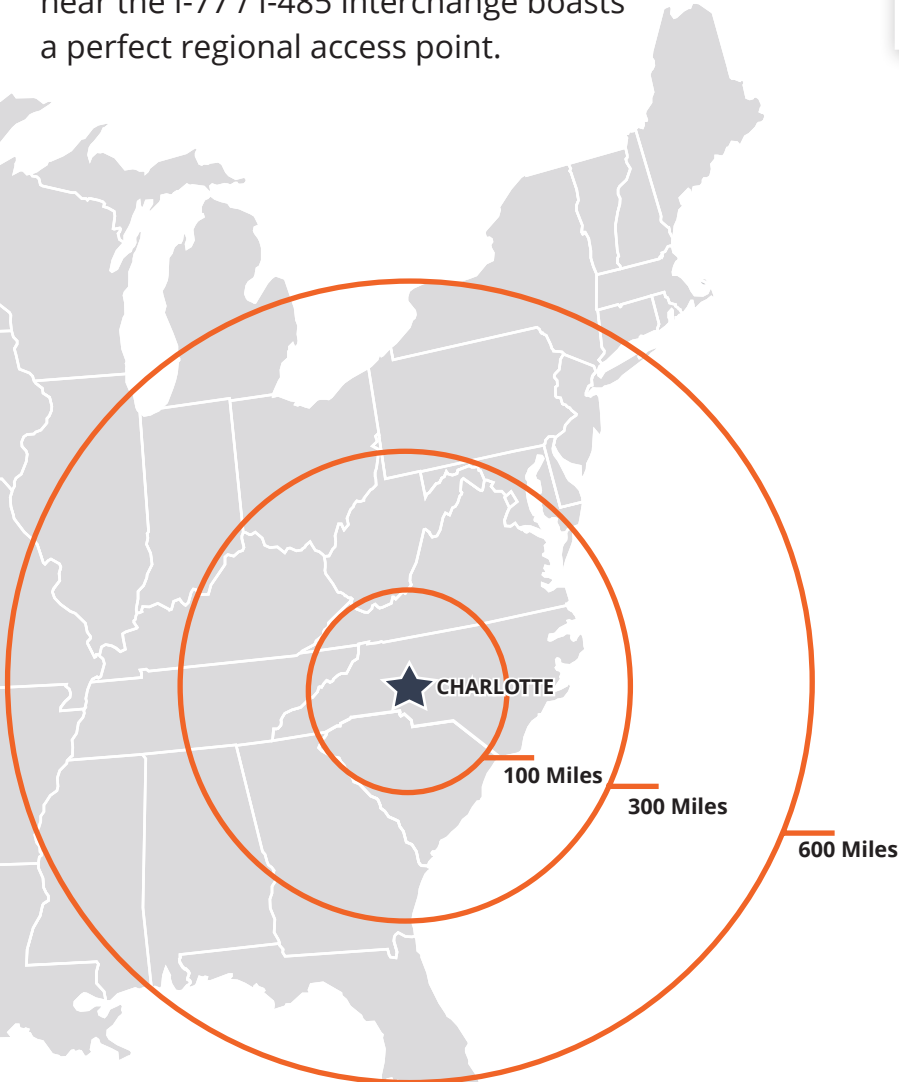 near the I-77 / I-485 interchange boasts
a perfect regional access point.
CHARLOTTE
100 Miles
300 Miles
600 Miles